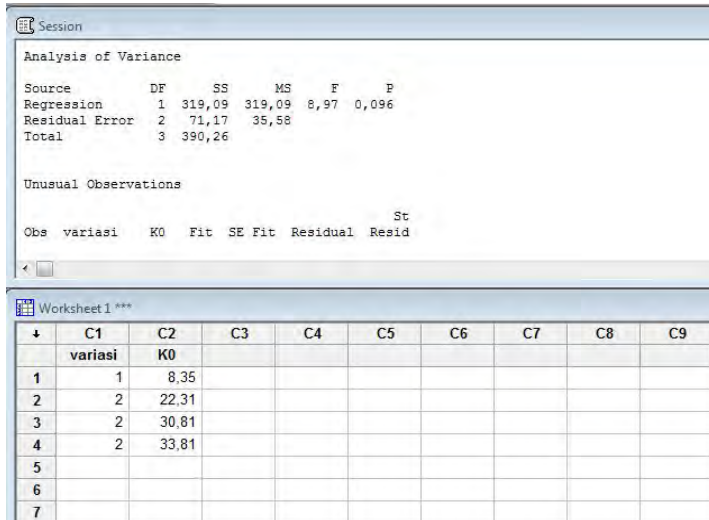 Session
Analysis of Variance
Source DF SS MS F P
Regression 1 319,09 319,09 8,97 0,096
Residual Error 2 71,17 35,58
Total 3 390,26
Unusual Observations
St
Obs variasi K0 Fit SE Fit Residual Resid
Worksheet 1 ***
C1 C2 C3 C4 C5 C6 C7 C8 C9
variasi K0
1 1 8,35
2 2 22,31
3 2 30,81
4 2 33,81
5
6
7